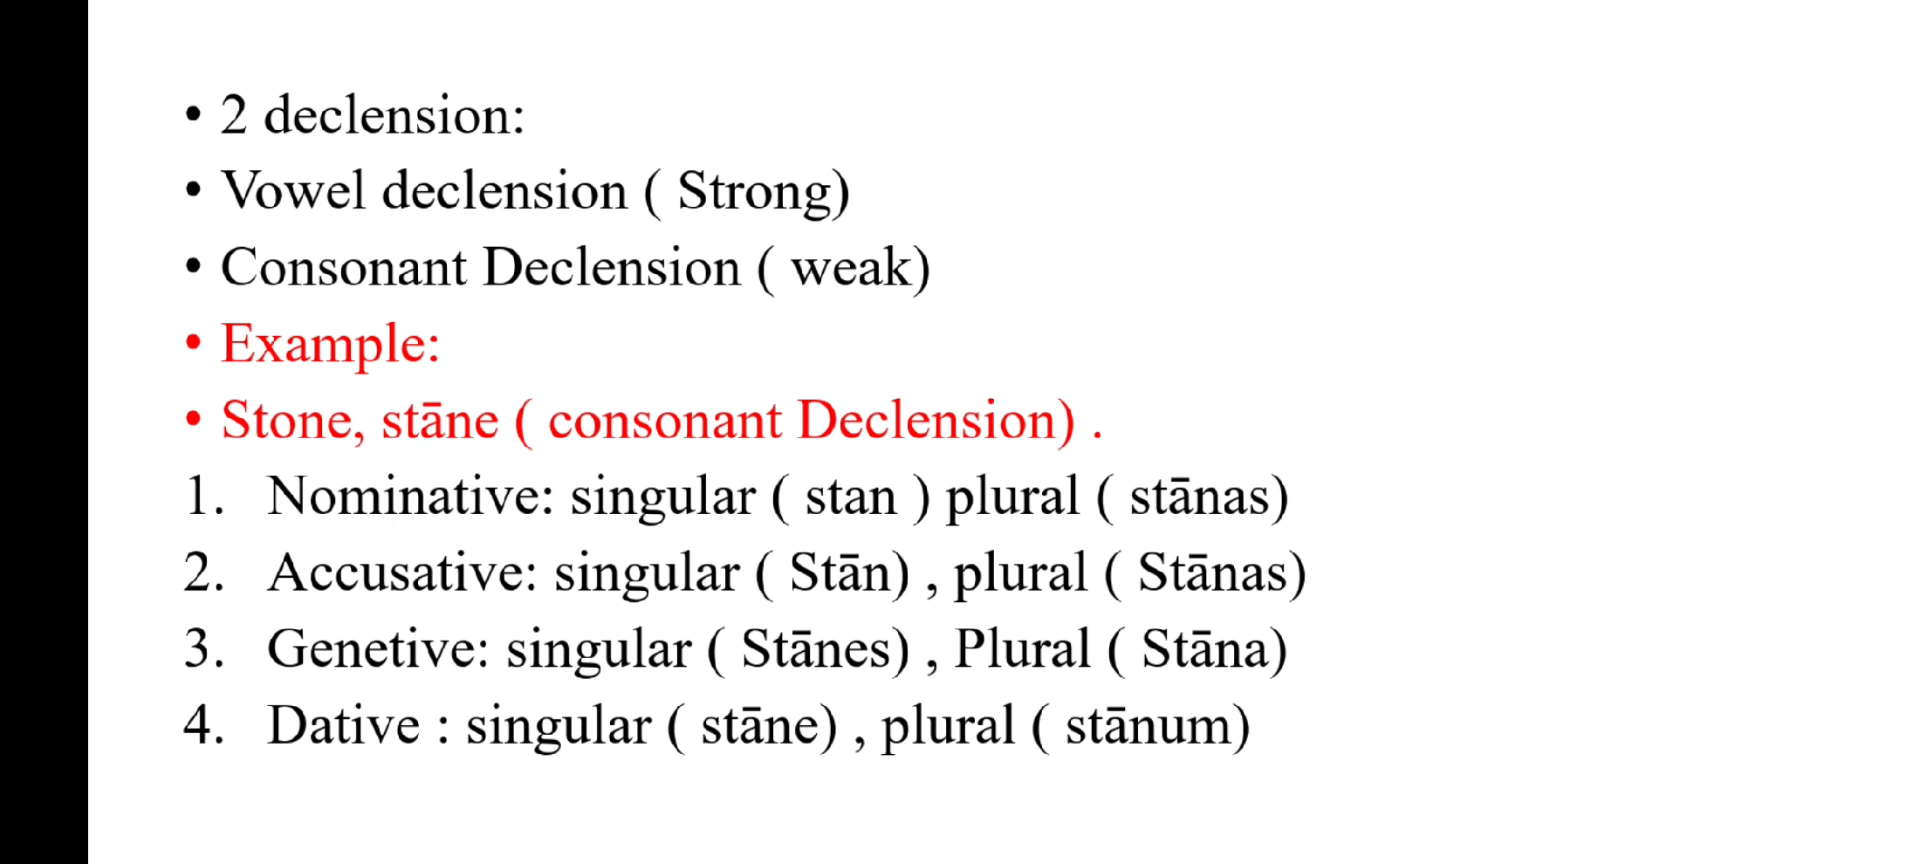 • 2 declension:
• Vowel declension ( Strong)
• Consonant Declension ( weak)
• Example:
• Stone, stāne ( consonant Declension) .
1. Nominative: singular ( stan ) plural ( stānas)
2. Accusative: singular ( Stān) , plural ( Stānas)
3. Genetive: singular ( Stānes) , Plural ( Stāna)
4. Dative : singular ( stāne) , plural ( stānum)